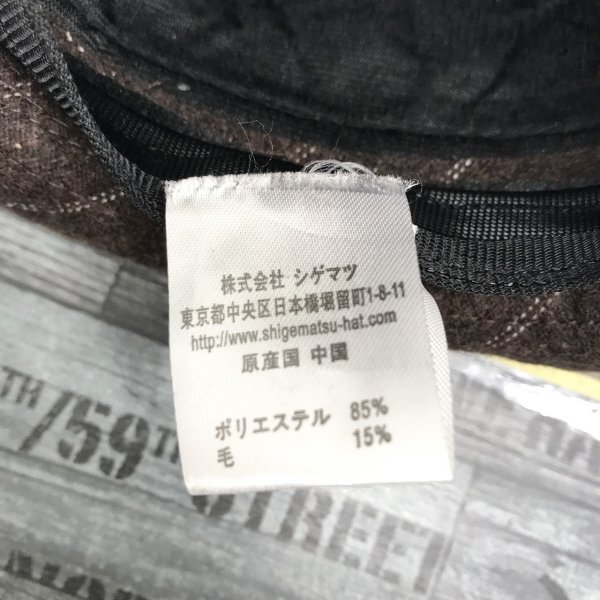 株式会社 シゲマツ
東京都中央区日本橋堀留町1-8-11
http://www.shigematsu-hat.com
原産国 中国
ポリエステル 85%
毛 15%
TH/59TH
STREET